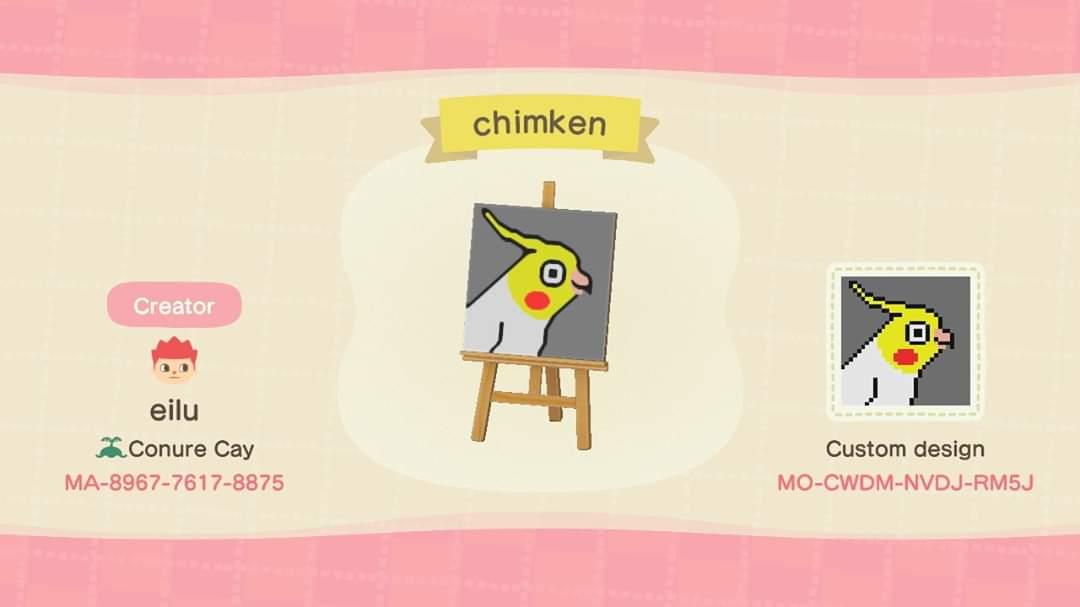 chimken
Creator
eilu
Conure Cay
MA-8967-7617-8875
Custom design
MO-CWDM-NVDJ-RM5J